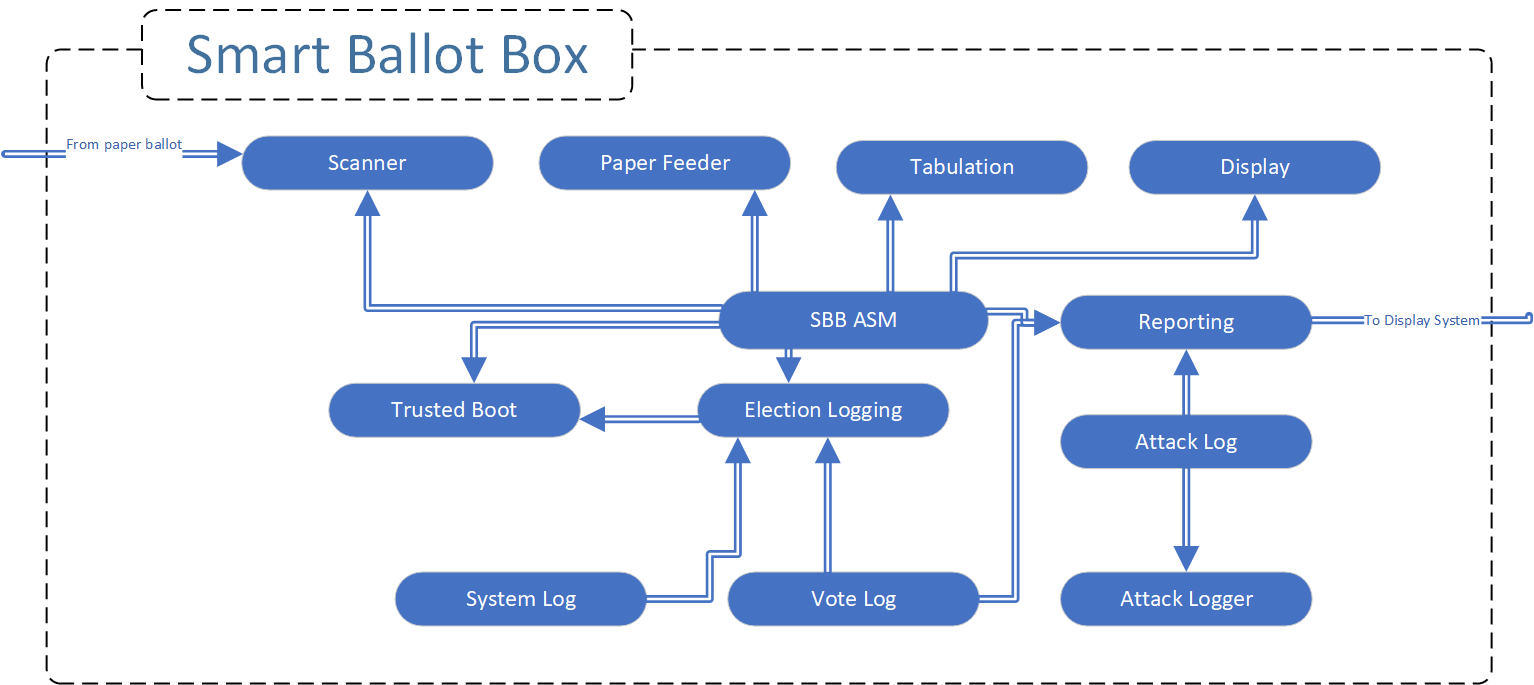 Smart Ballot Box
From paper ballot
Scanner
Paper Feeder
Tabulation
Display
SBB ASM
Reporting
To Display System
Trusted Boot
Election Logging
Attack Log
System Log
Vote Log
Attack Logger